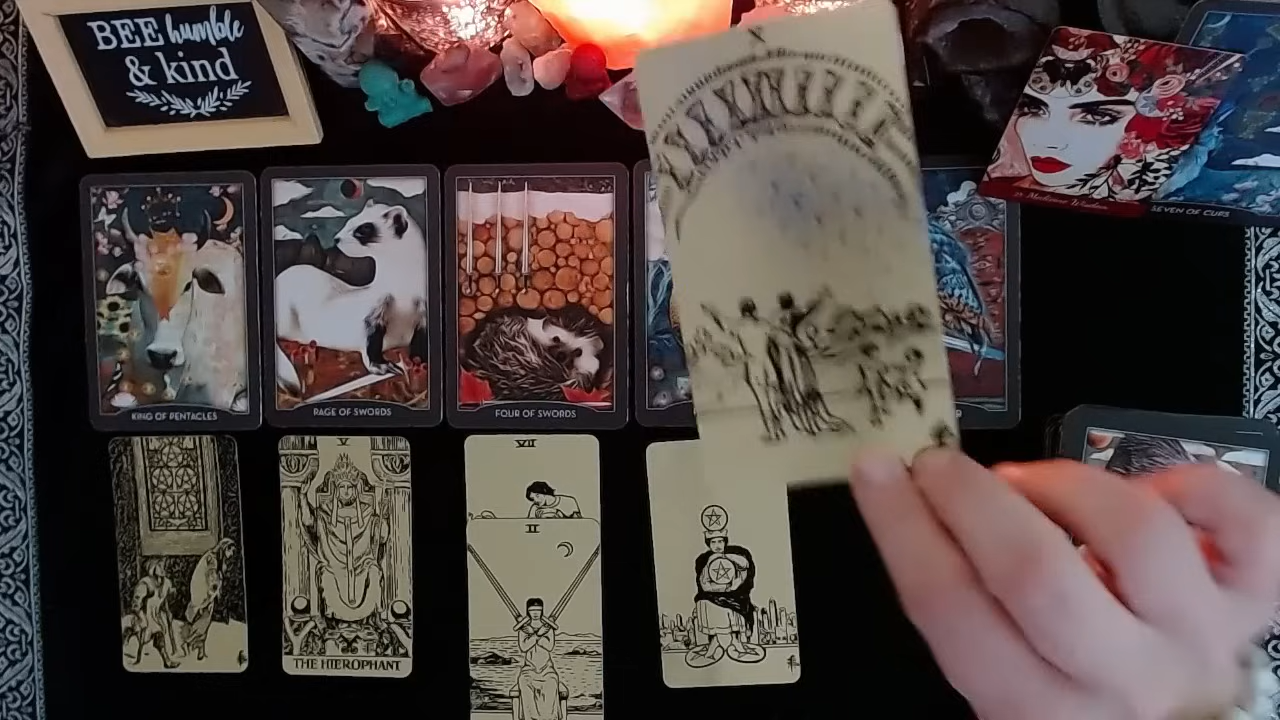 BEE humble
& kind
X
SEVEN OF CUPS
KING OF PENTACLES
PAGE OF SWORDS
FOUR OF SWORDS
V
THE HIEROPHANT
VII
II